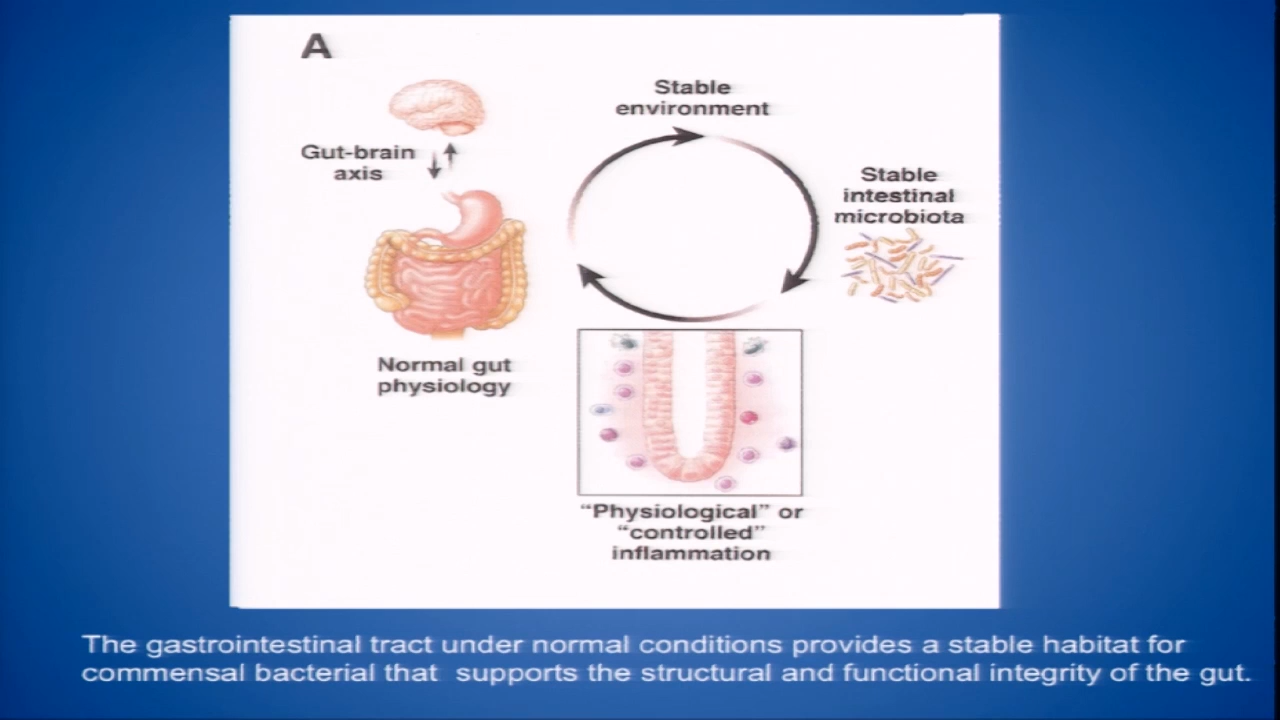 A
Stable
environment
Gut-brain
axis
Stable
intestinal
microbiota
Normal gut
physiology
“Physiological” or
“controlled”
inflammation
The gastrointestinal tract under normal conditions provides a stable habitat for
commensal bacterial that  supports the structural and functional integrity of the gut.